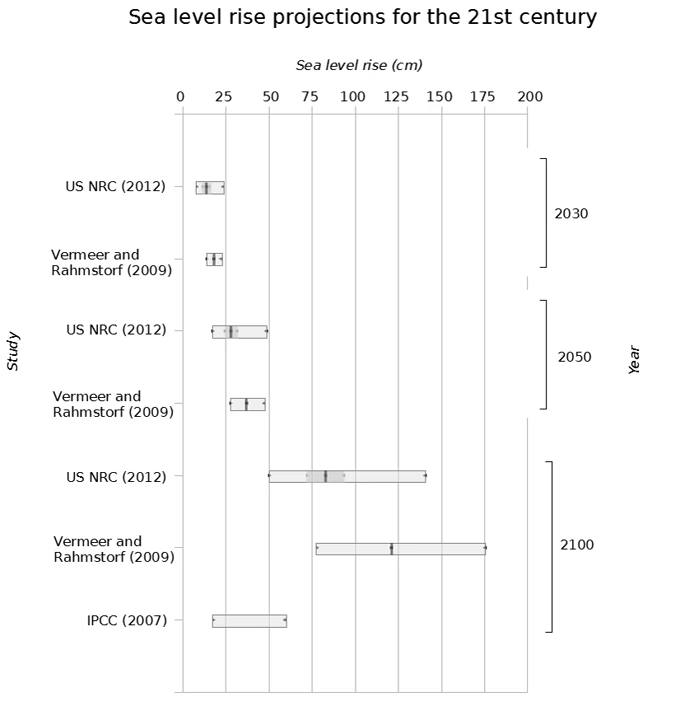 Sea level rise projections for the 21st century
Sea level rise (cm)
0 25 50 75 100 125 150 175 200
US NRC (2012)
2030
Vermeer and
Rahmstorf (2009)
US NRC (2012)
Study
2050
Year
Vermeer and
Rahmstorf (2009)
US NRC (2012)
Vermeer and
Rahmstorf (2009)
2100
IPCC (2007)